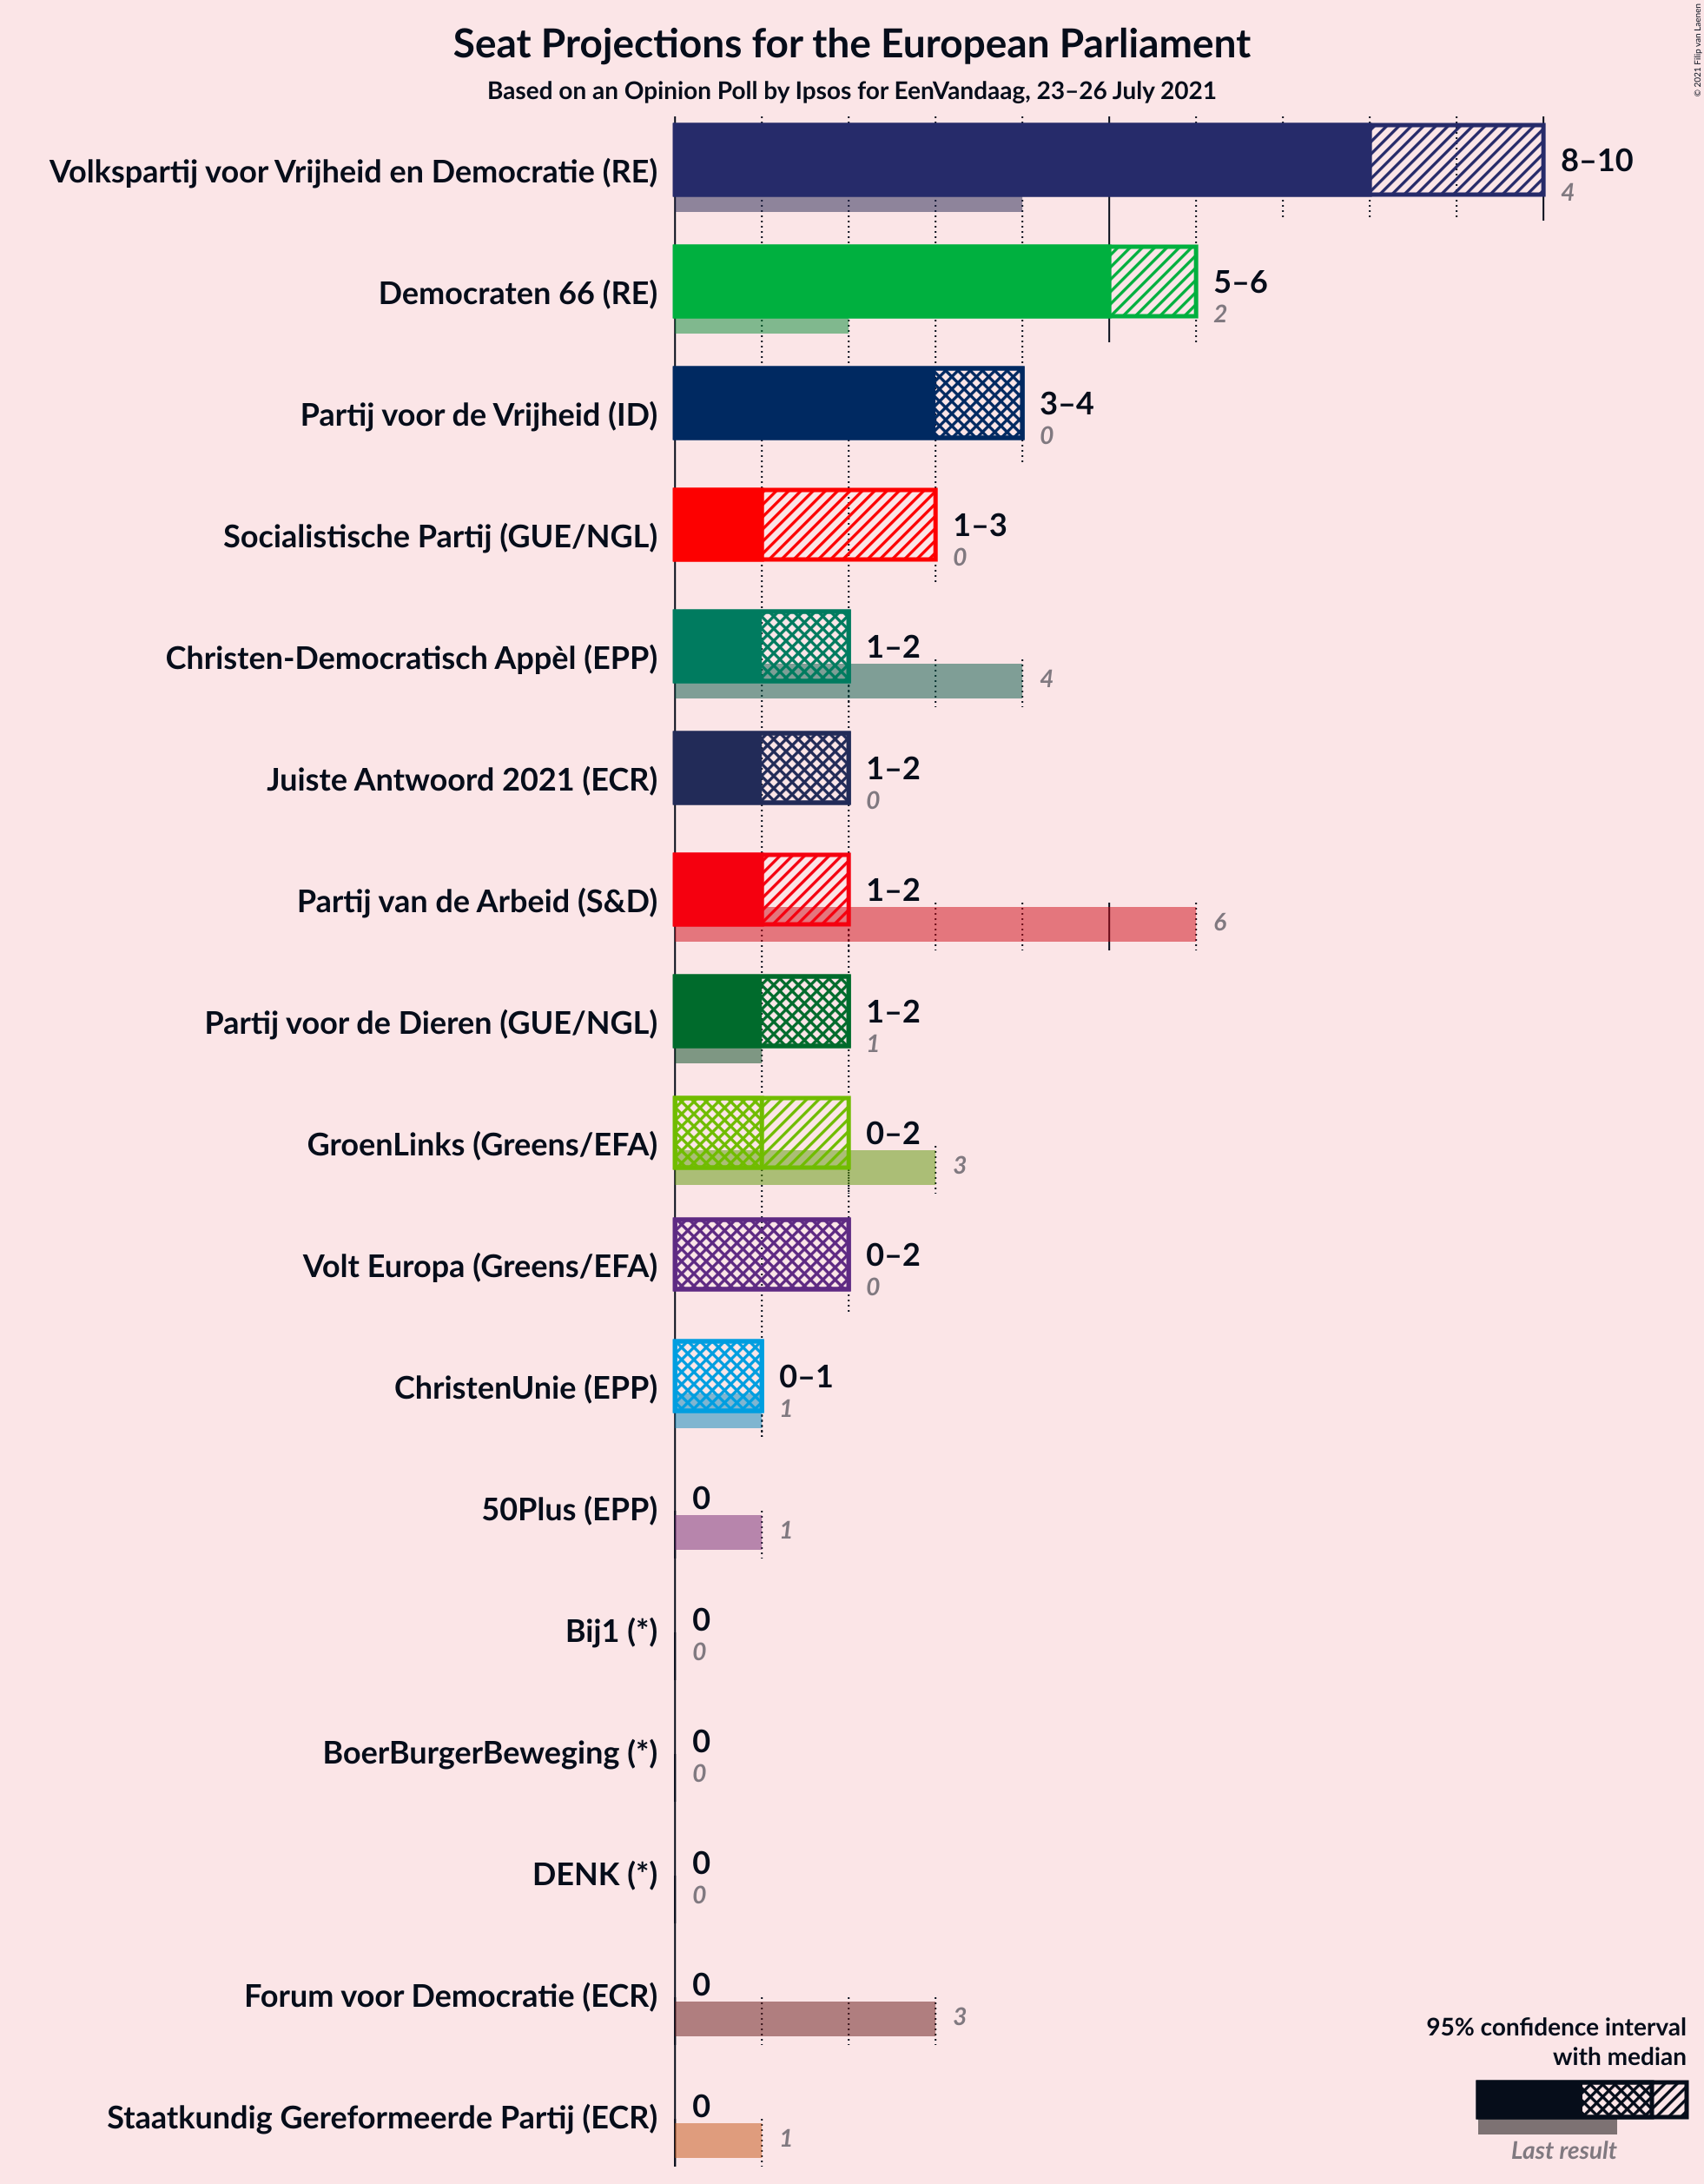 Seat Projections for the European Parliament
Based on an Opinion Poll by Ipsos for EenVandaag, 23–26 July 2021
© 2021 Filip van Laenen
Volkspartij voor Vrijheid en Democratie (RE)
8–10
4
Democraten 66 (RE)
5–6
2
Partij voor de Vrijheid (ID)
3–4
0
Socialistische Partij (GUE/NGL)
1–3
0
Christen-Democratisch Appèl (EPP)
1–2
4
Juiste Antwoord 2021 (ECR)
1–2
0
Partij van de Arbeid (S&D)
1–2
6
Partij voor de Dieren (GUE/NGL)
1–2
1
GroenLinks (Greens/EFA)
0–2
3
Volt Europa (Greens/EFA)
0–2
0
ChristenUnie (EPP)
0–1
1
50Plus (EPP)
0
1
Bij1 (*)
0
0
BoerBurgerBeweging (*)
0
0
DENK (*)
0
0
Forum voor Democratie (ECR)
0
3
Staatkundig Gereformeerde Partij (ECR)
0
1
95% confidence interval
with median
Last result